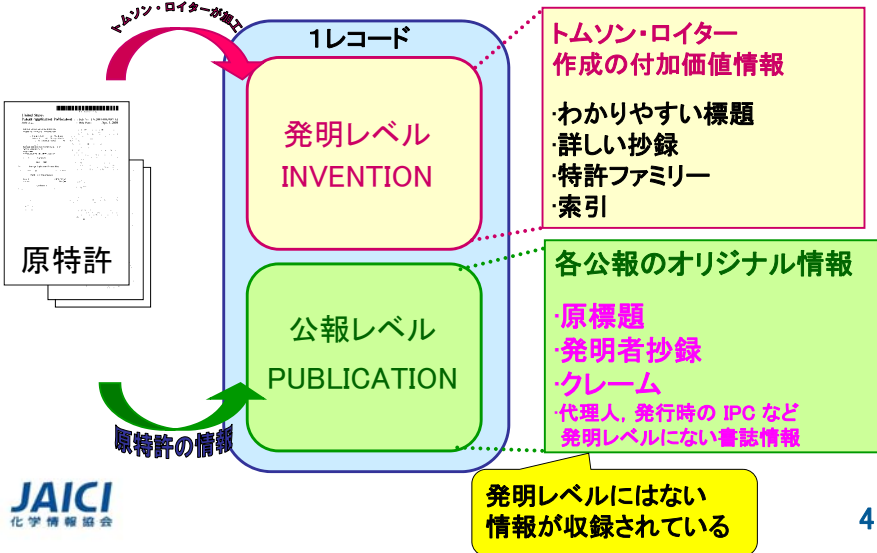 トムソン・ロイターが加工
1レコード
発明レベル
INVENTION
トムソン・ロイター
作成の付加価値情報
·わかりやすい標題
·詳しい抄録
·特許ファミリー
·索引
原特許
公報レベル
PUBLICATION
各公報のオリジナル情報
·原標題
·発明者抄録
·クレーム
·代理人, 発行時の IPC など
発明レベルにない書誌情報
原特許の情報
発明レベルにはない
情報が収録されている
JAICI
化学情報協会
4